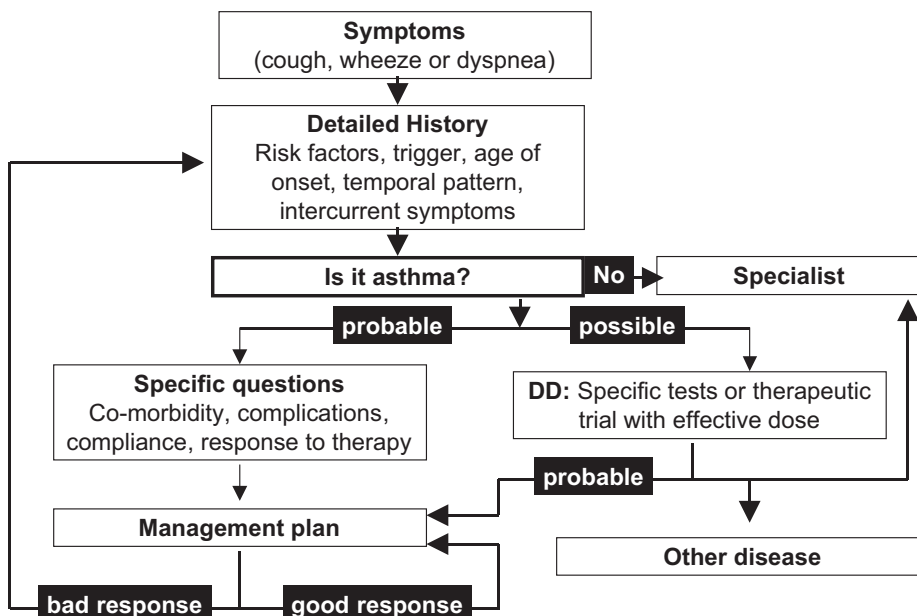 Symptoms
(cough, wheeze or dyspnea)
Detailed History
Risk factors, trigger, age of
onset, temporal pattern,
intercurrent symptoms
Is it asthma?
No
Specialist
probable
possible
Specific questions
Co-morbidity, complications,
compliance, response to therapy
DD: Specific tests or therapeutic
trial with effective dose
probable
Management plan
Other disease
bad response
good response